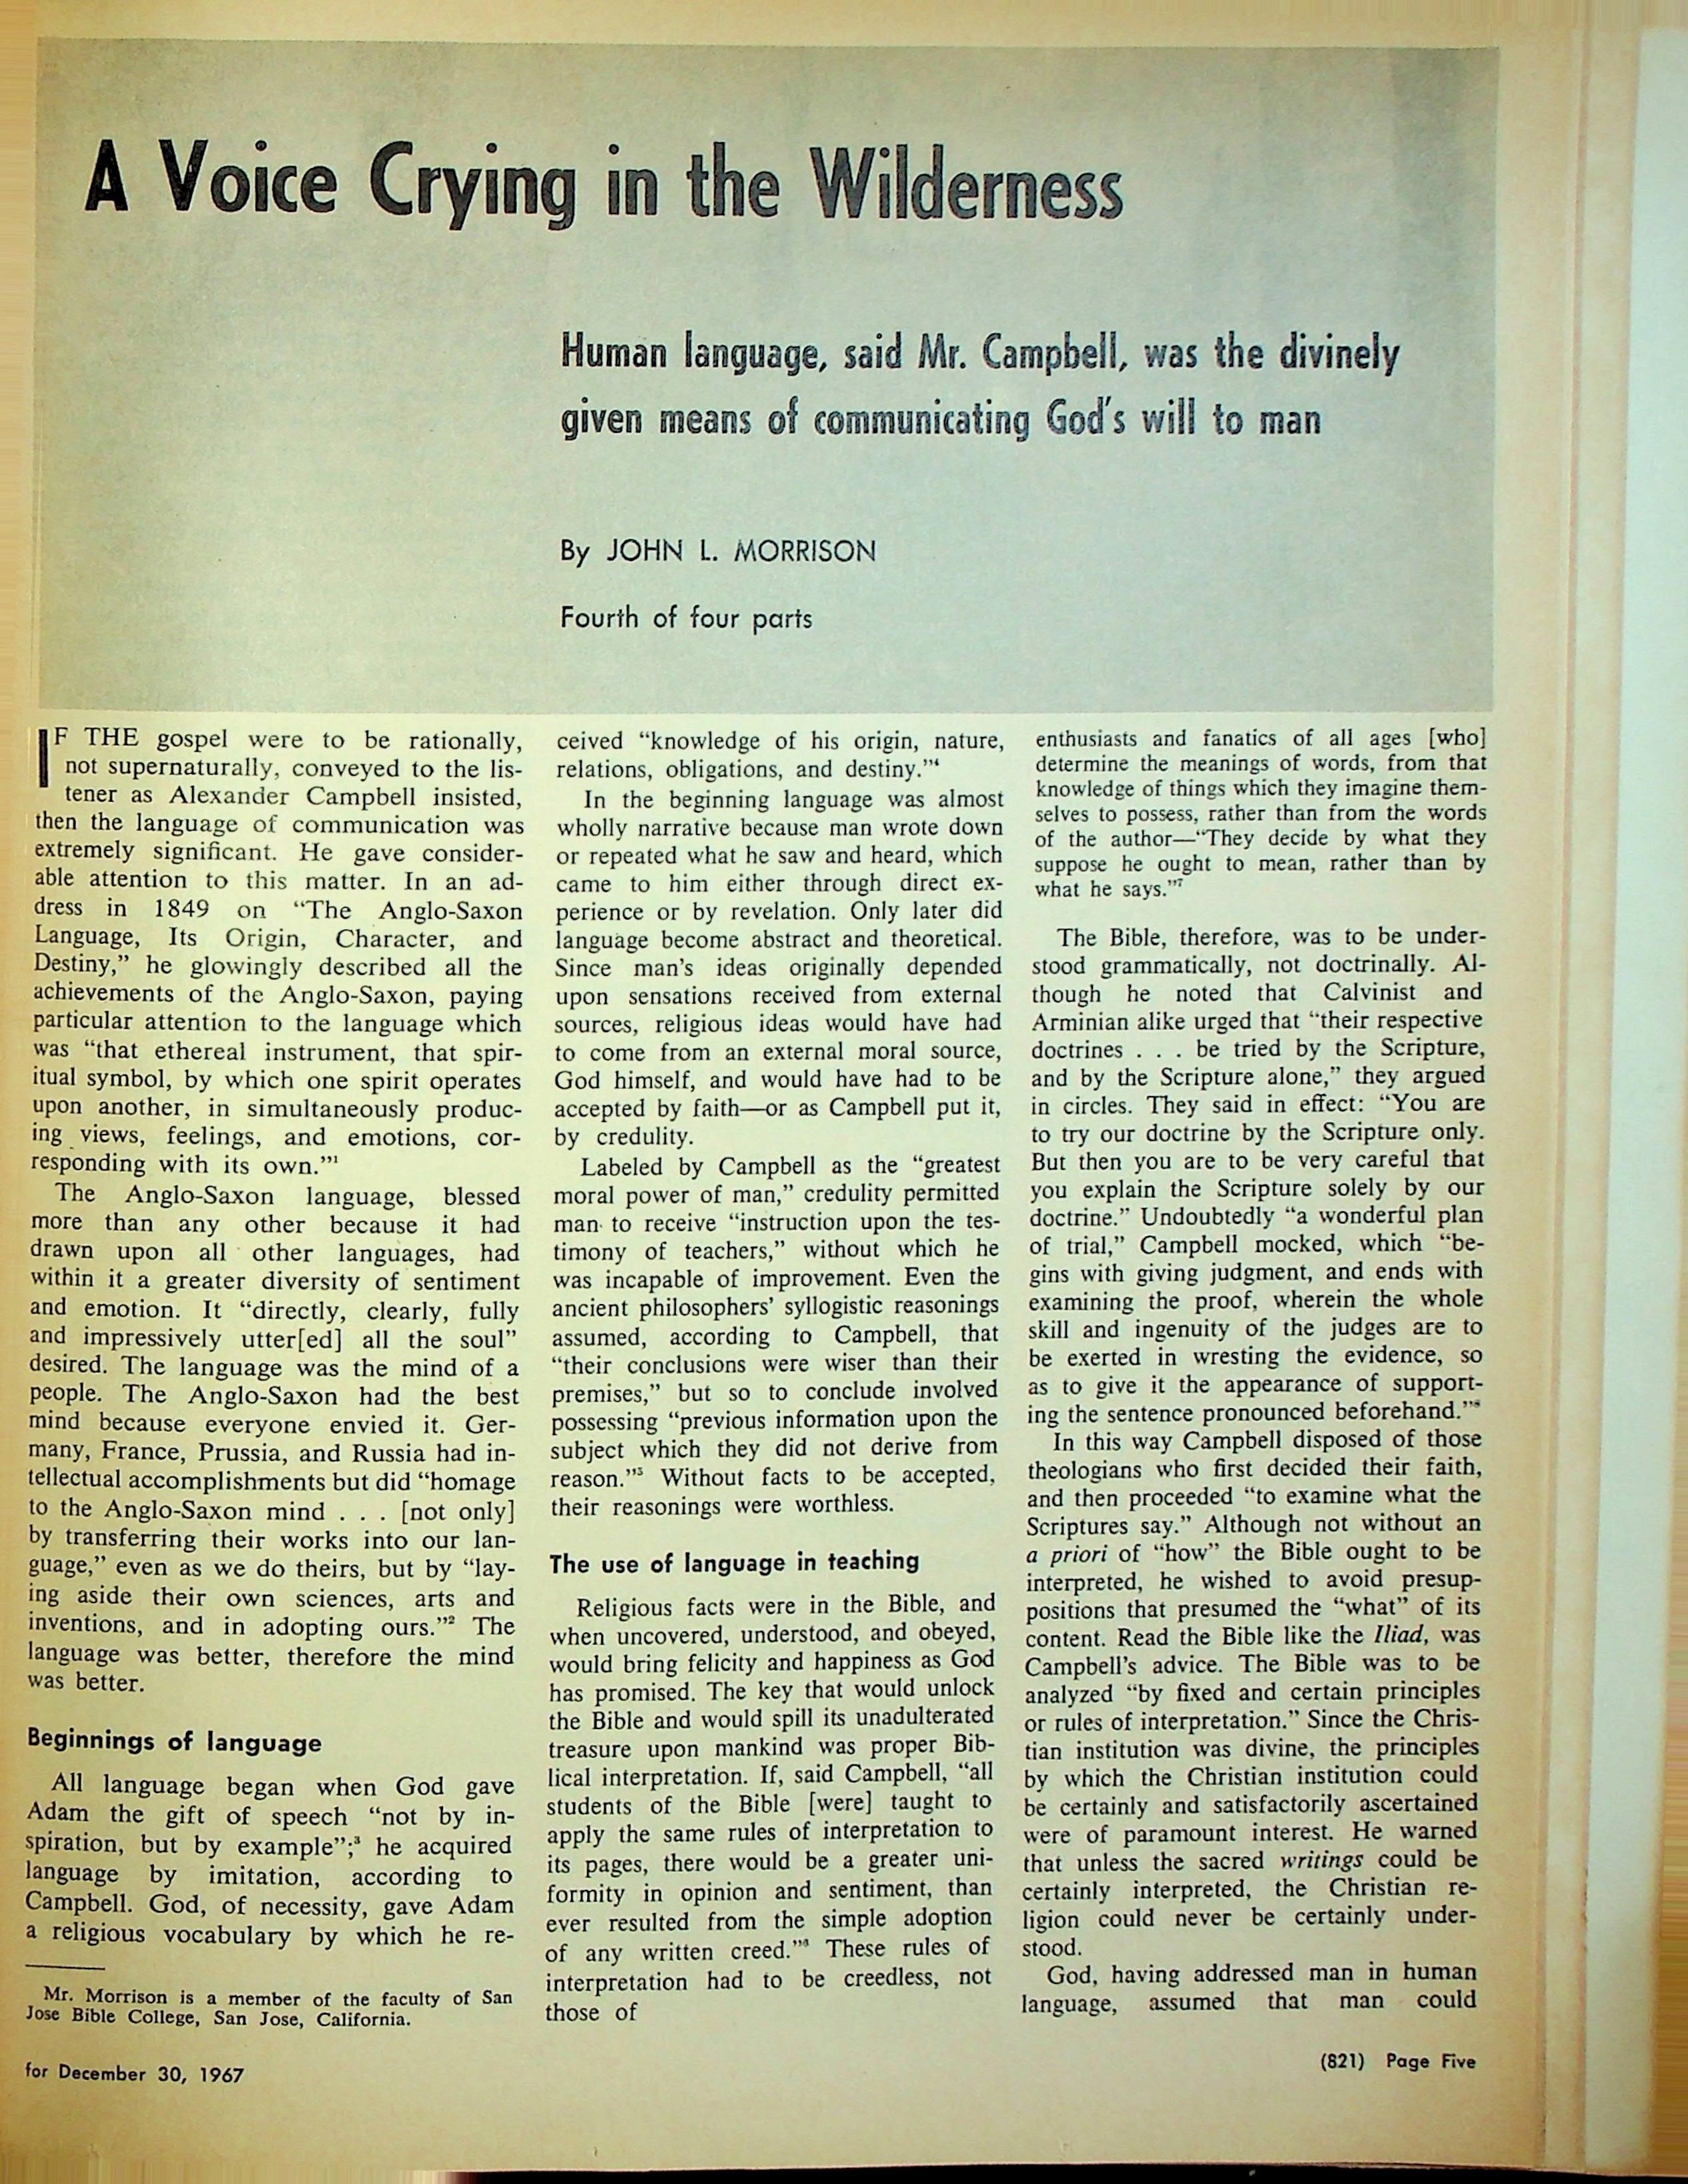 A Voice Crying in the Wilderness
Human language, said Mr. Campbell, was the divinely
given means of communicating God's will to man
By JOHN L. MORRISON
Fourth of four parts
IF THE gospel were to be rationally,
not supernaturally, conveyed to the lis-
tener as Alexander Campbell insisted,
then the language of communication was
extremely significant. He gave consider-
able attention to this matter. In an ad-
dress in 1849 on “The Anglo-Saxon
Language, Its Origin, Character, and
Destiny,” he glowingly described all the
achievements of the Anglo-Saxon, paying
particular attention to the language which
was “that ethereal instrument, that spir-
itual symbol, by which one spirit operates
upon another, in simultaneously produc-
ing views, feelings, and emotions, cor-
responding with its own.”¹
The Anglo-Saxon language, blessed
more than any other because it had
drawn upon all other languages, had
within it a greater diversity of sentiment
and emotion. It “directly, clearly, fully
and impressively utter[ed] all the soul”
desired. The language was the mind of a
people. The Anglo-Saxon had the best
mind because everyone envied it. Ger-
many, France, Prussia, and Russia had in-
tellectual accomplishments but did “homage
to the Anglo-Saxon mind . . . [not only]
by transferring their works into our lan-
guage,” even as we do theirs, but by “lay-
ing aside their own sciences, arts and
inventions, and in adopting ours.”² The
language was better, therefore the mind
was better.
Beginnings of language
All language began when God gave
Adam the gift of speech “not by in-
spiration, but by example”;³ he acquired
language by imitation, according to
Campbell. God, of necessity, gave Adam
a religious vocabulary by which he re-
Mr. Morrison is a member of the faculty of San
Jose Bible College, San Jose, California.
ceived “knowledge of his origin, nature,
relations, obligations, and destiny.”⁴
In the beginning language was almost
wholly narrative because man wrote down
or repeated what he saw and heard, which
came to him either through direct ex-
perience or by revelation. Only later did
language become abstract and theoretical.
Since man's ideas originally depended
upon sensations received from external
sources, religious ideas would have had
to come from an external moral source,
God himself, and would have had to be
accepted by faith—or as Campbell put it,
by credulity.
Labeled by Campbell as the “greatest
moral power of man,” credulity permitted
man to receive “instruction upon the tes-
timony of teachers,” without which he
was incapable of improvement. Even the
ancient philosophers' syllogistic reasonings
assumed, according to Campbell, that
“their conclusions were wiser than their
premises,” but so to conclude involved
possessing “previous information upon the
subject which they did not derive from
reason.”⁵ Without facts to be accepted,
their reasonings were worthless.
The use of language in teaching
Religious facts were in the Bible, and
when uncovered, understood, and obeyed,
would bring felicity and happiness as God
has promised. The key that would unlock
the Bible and would spill its unadulterated
treasure upon mankind was proper Bib-
lical interpretation. If, said Campbell, “all
students of the Bible [were] taught to
apply the same rules of interpretation to
its pages, there would be a greater uni-
formity in opinion and sentiment, than
ever resulted from the simple adoption
of any written creed.”⁶ These rules of
interpretation had to be creedless, not
those of
enthusiasts and fanatics of all ages [who]
determine the meanings of words, from that
knowledge of things which they imagine them-
selves to possess, rather than from the words
of the author—“They decide by what they
suppose he ought to mean, rather than by
what he says.”⁷
The Bible, therefore, was to be under-
stood grammatically, not doctrinally. Al-
though he noted that Calvinist and
Arminian alike urged that “their respective
doctrines . . . be tried by the Scripture,
and by the Scripture alone,” they argued
in circles. They said in effect: “You are
to try our doctrine by the Scripture only.
But then you are to be very careful that
you explain the Scripture solely by our
doctrine.” Undoubtedly “a wonderful plan
of trial,” Campbell mocked, which “be-
gins with giving judgment, and ends with
examining the proof, wherein the whole
skill and ingenuity of the judges are to
be exerted in wresting the evidence, so
as to give it the appearance of support-
ing the sentence pronounced beforehand.”⁸
In this way Campbell disposed of those
theologians who first decided their faith,
and then proceeded “to examine what the
Scriptures say.” Although not without an
a priori of “how” the Bible ought to be
interpreted, he wished to avoid presup-
positions that presumed the “what” of its
content. Read the Bible like the Iliad, was
Campbell's advice. The Bible was to be
analyzed “by fixed and certain principles
or rules of interpretation.” Since the Chris-
tian institution was divine, the principles
by which the Christian institution could
be certainly and satisfactorily ascertained
were of paramount interest. He warned
that unless the sacred writings could be
certainly interpreted, the Christian re-
ligion could never be certainly under-
stood.
God, having addressed man in human
language, assumed that man could
for December 30, 1967
(821) Page Five